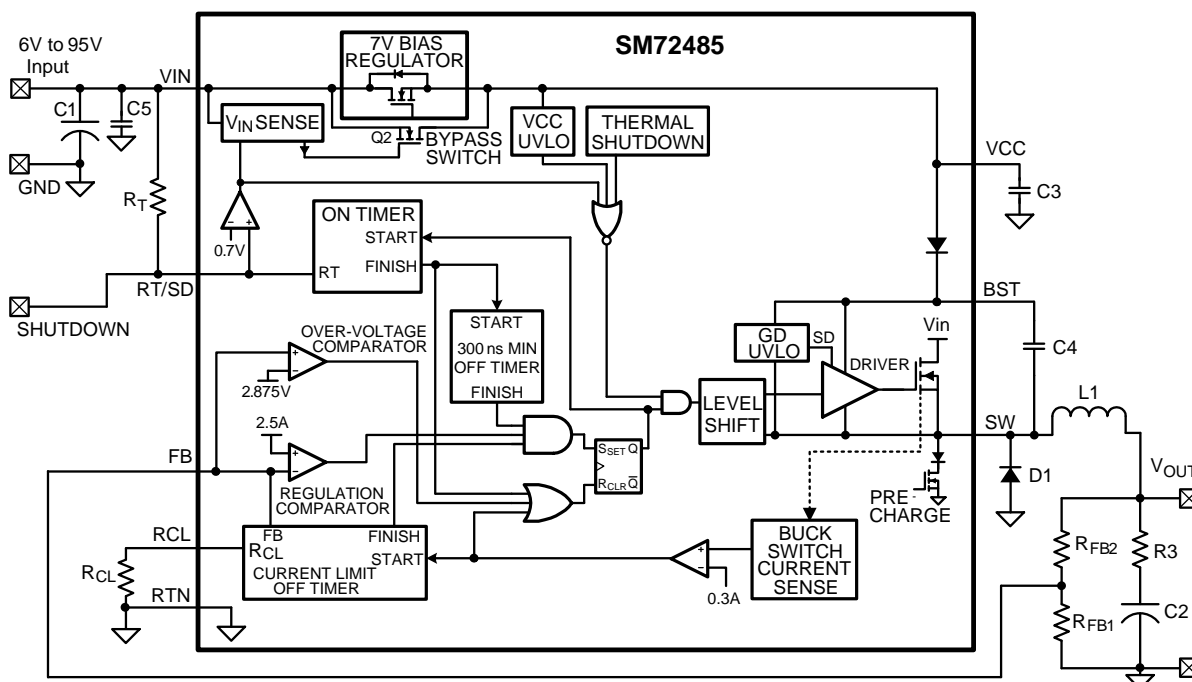 SM72485
6V to 95V
Input
VIN
C1
C5
GND
RT
RT/SD
SHUTDOWN
7V BIAS
REGULATOR
VIN SENSE
Q2
BYPASS
SWITCH
VCC
UVLO
THERMAL
SHUTDOWN
VCC
C3
0.7V
ON TIMER
START
RT
FINISH
START
300 ns MIN
OFF TIMER
FINISH
OVER-VOLTAGE
COMPARATOR
2.875V
2.5A
REGULATION
COMPARATOR
FB
S SET Q
R CLR Q̅
LEVEL
SHIFT
GD
UVLO
SD
DRIVER
Vin
BST
C4
L1
SW
D1
PRE -
CHARGE
VOUT
RFB2
R3
RFB1
C2
RCL
RCL
RTN
FB
FINISH
RCL
START
CURRENT LIMIT
OFF TIMER
0.3A
BUCK
SWITCH
CURRENT
SENSE